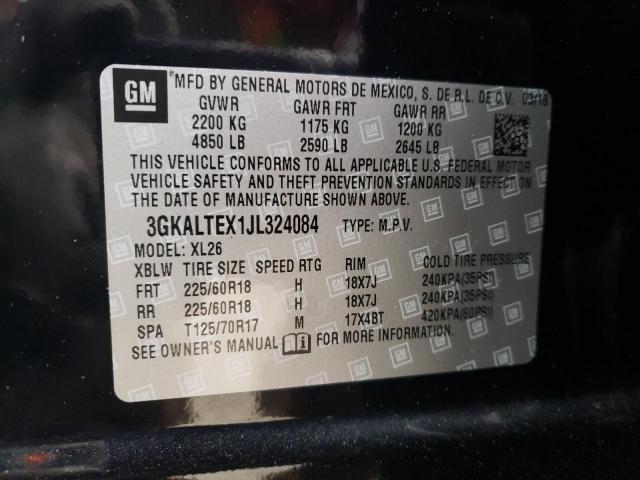 GM ® MFD BY GENERAL MOTORS DE MEXICO, S. DE R.L. DE C.V. 03/18
GVWR GAWR FRT GAWR RR
2200 KG 1175 KG 1200 KG
4850 LB 2590 LB 2645 LB
THIS VEHICLE CONFORMS TO ALL APPLICABLE U.S. FEDERAL MOTOR
VEHICLE SAFETY AND THEFT PREVENTION STANDARDS IN EFFECT ON
THE DATE OF MANUFACTURE SHOWN ABOVE.
3GKALTEX1JL324084 TYPE: M.P.V.
MODEL: XL26
XBLW TIRE SIZE SPEED RTG RIM COLD TIRE PRESSURE
FRT 225/60R18 H 18X7J 240KPA(35PSI)
RR 225/60R18 H 18X7J 240KPA(35PSI)
SPA T125/70R17 M 17X4BT 420KPA(60PSI)
SEE OWNER'S MANUAL FOR MORE INFORMATION.